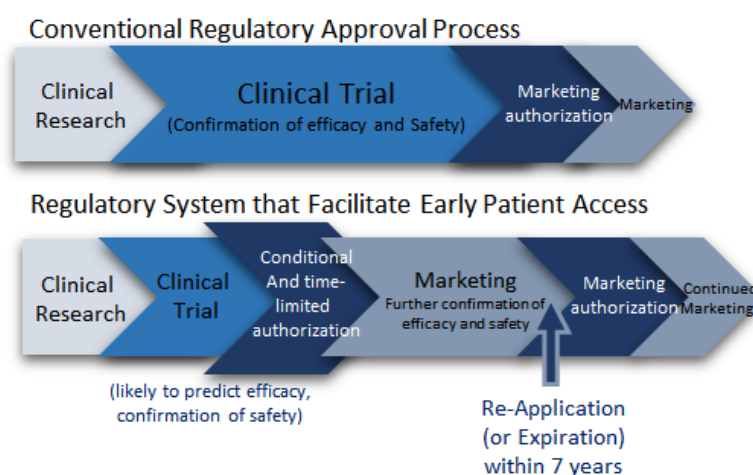 Conventional Regulatory Approval Process
Clinical
Research
Clinical Trial
(Confirmation of efficacy and Safety)
Marketing
authorization
Marketing
Regulatory System that Facilitate Early Patient Access
Clinical
Research
Clinical
Trial
Conditional
And time-
limited
authorization
Marketing
Further confirmation of
efficacy and safety
Marketing
authorization
Continued
Marketing
(likely to predict efficacy,
confirmation of safety)
Re-Application
(or Expiration)
within 7 years